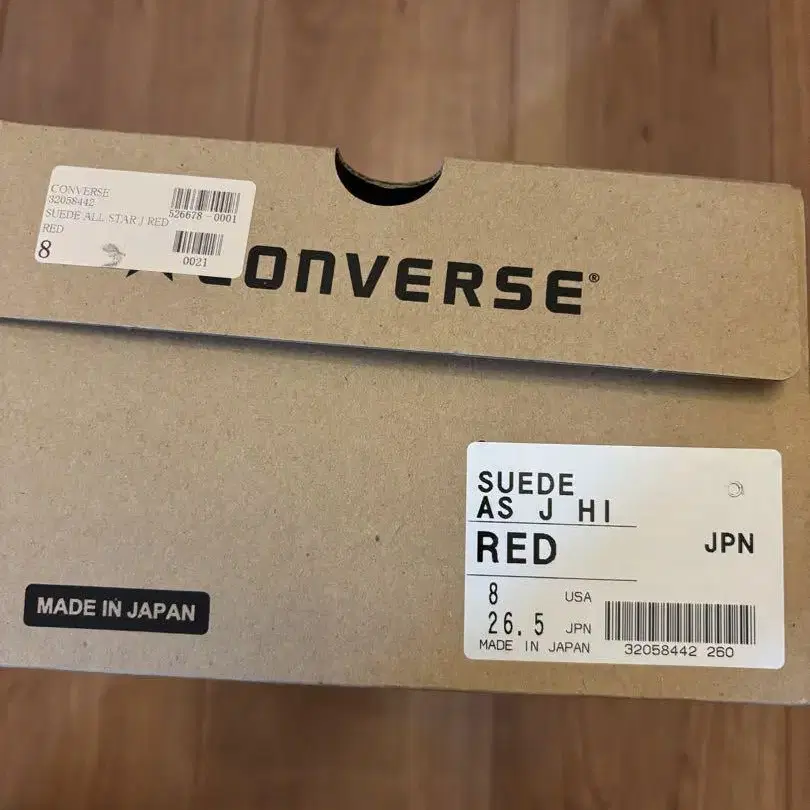 CONVERSE
32058442
SUEDE ALL STAR J RED
526678-0001
RED
8
0021
CONVERSE®
SUEDE
AS J HI
RED
JPN
8 USA
26.5 JPN
MADE IN JAPAN
32058442 260
MADE IN JAPAN